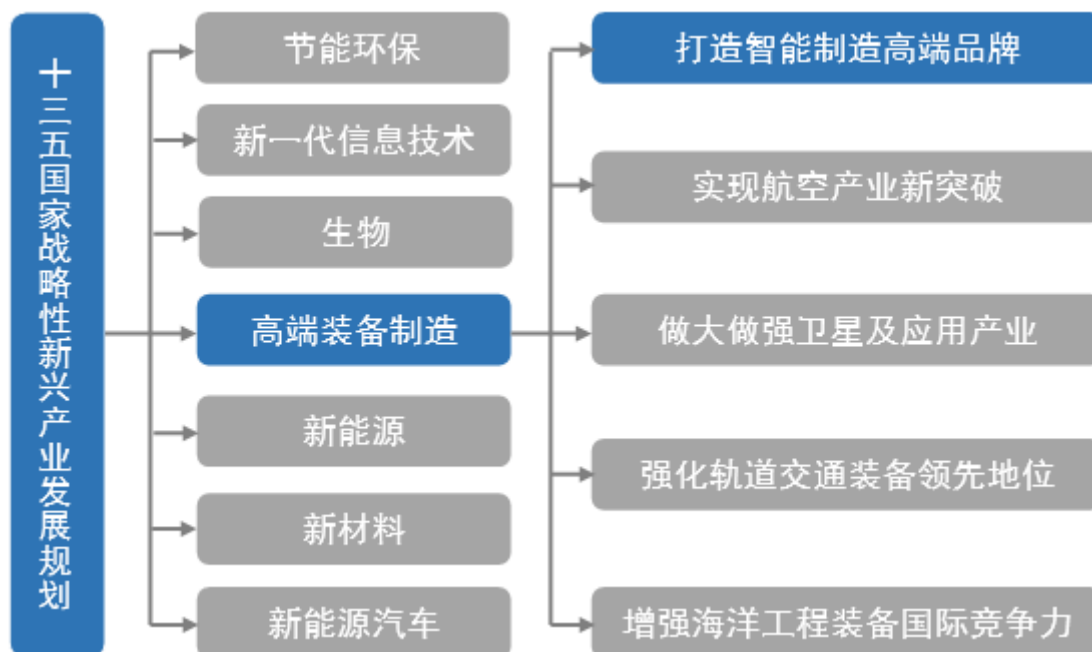 十三五国家战略性新兴产业发展规划
节能环保
新一代信息技术
生物
高端装备制造
新能源
新材料
新能源汽车
打造智能制造高端品牌
实现航空产业新突破
做大做强卫星及应用产业
强化轨道交通装备领先地位
增强海洋工程装备国际竞争力